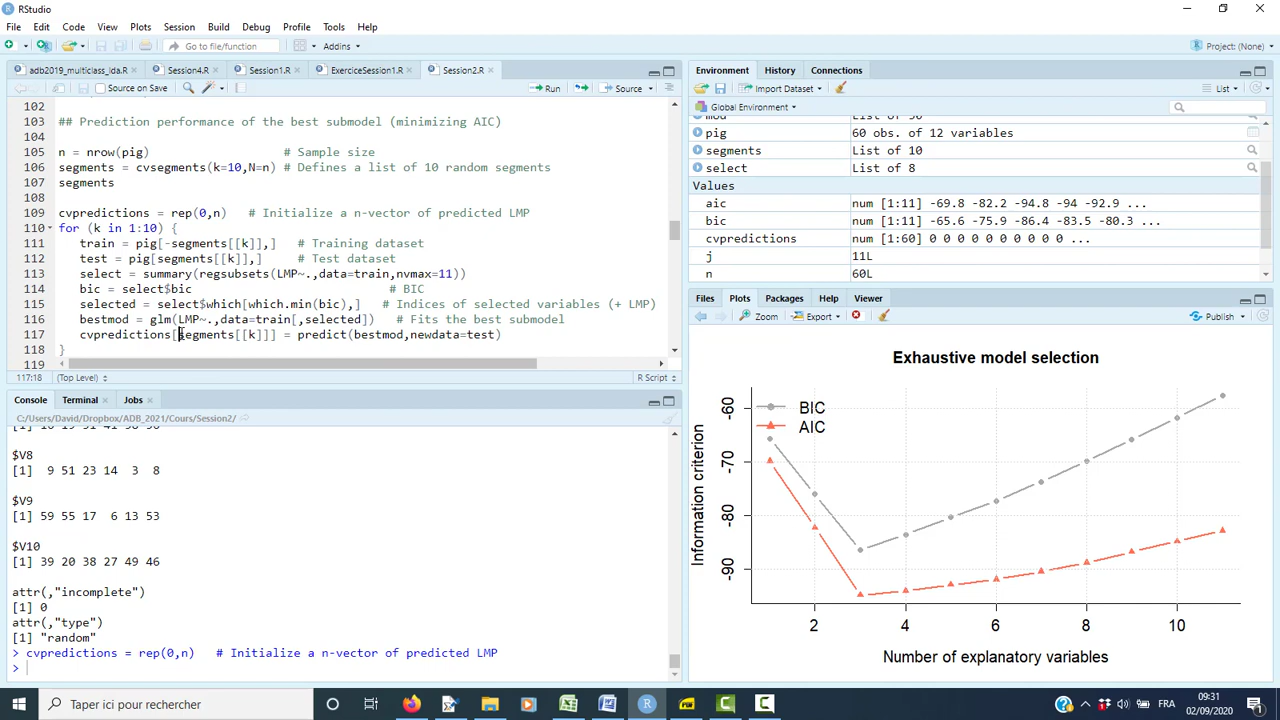 RStudio
File Edit Code View Plots Session Build Debug Profile Tools Help
Go to file/function
Addins
Project: (None)
adb2019_multiclass_lda.R
Session4.R
Session1.R
ExerciceSession1.R
Session2.R
Source on Save
Run
Source
102
103 ## Prediction performance of the best submodel (minimizing AIC)
104
105 n = nrow(pig) # Sample size
106 segments = cvsegments(k=10,N=n) # Defines a list of 10 random segments
107 segments
108
109 cvpredictions = rep(0,n) # Initialize a n-vector of predicted LMP
110 for (k in 1:10) {
111 train = pig[-segments[[k]],] # Training dataset
112 test = pig[segments[[k]],] # Test dataset
113 select = summary(regsubsets(LMP~.,data=train,nvmax=11))
114 bic = select$bic # BIC
115 selected = select$which[which.min(bic),] # Indices of selected variables (+ LMP)
116 bestmod = glm(LMP~.,data=train[,selected]) # Fits the best submodel
117 cvpredictions[segments[[k]]] = predict(bestmod,newdata=test)
118 }
119
117:18 (Top Level) R Script
Console Terminal Jobs
C:/Users/David/Dropbox/ADB_2021/Cours/Session2/
$V8
[1] 9 51 23 14 3 8
$V9
[1] 59 55 17 6 13 53
$V10
[1] 39 20 38 27 49 46
attr(,"incomplete")
[1] 0
attr(,"type")
[1] "random"
> cvpredictions = rep(0,n) # Initialize a n-vector of predicted LMP
>
Environment History Connections
Import Dataset
List
Global Environment
pig 60 obs. of 12 variables
segments List of 10
select List of 8
Values
aic num [1:11] -69.8 -82.2 -94.8 -94 -92.9 ...
bic num [1:11] -65.6 -75.9 -86.4 -83.5 -80.3 ...
cvpredictions num [1:60] 0 0 0 0 0 0 0 0 0 0 ...
j 11L
n 60L
Files Plots Packages Help Viewer
Zoom Export Publish
Exhaustive model selection
BIC
AIC
Information criterion
-60
-70
-80
-90
2 4 6 8 10
Number of explanatory variables
Taper ici pour rechercher
FRA
09:31
02/09/2020
1